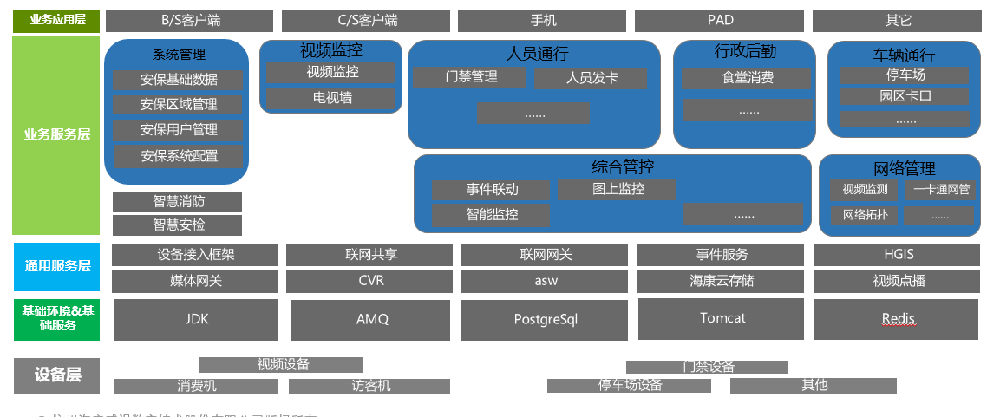 业务应用层
B/S客户端
C/S客户端
手机
PAD
其它
业务服务层
系统管理
安保基础数据
安保区域管理
安保用户管理
安保系统配置
智慧消防
智慧安检
视频监控
视频监控
电视墙
人员通行
门禁管理
人员发卡
......
行政后勤
食堂消费
......
车辆通行
停车场
园区卡口
......
综合管控
事件联动
图上监控
智能监控
......
网络管理
视频监测
一卡通网管
网络拓扑
......
通用服务层
设备接入框架
联网共享
联网网关
事件服务
HGIS
媒体网关
CVR
asw
海康云存储
视频点播
基础环境&基
础服务
JDK
AMQ
PostgreSql
Tomcat
Redis
设备层
视频设备
门禁设备
消费机
访客机
停车场设备
其他